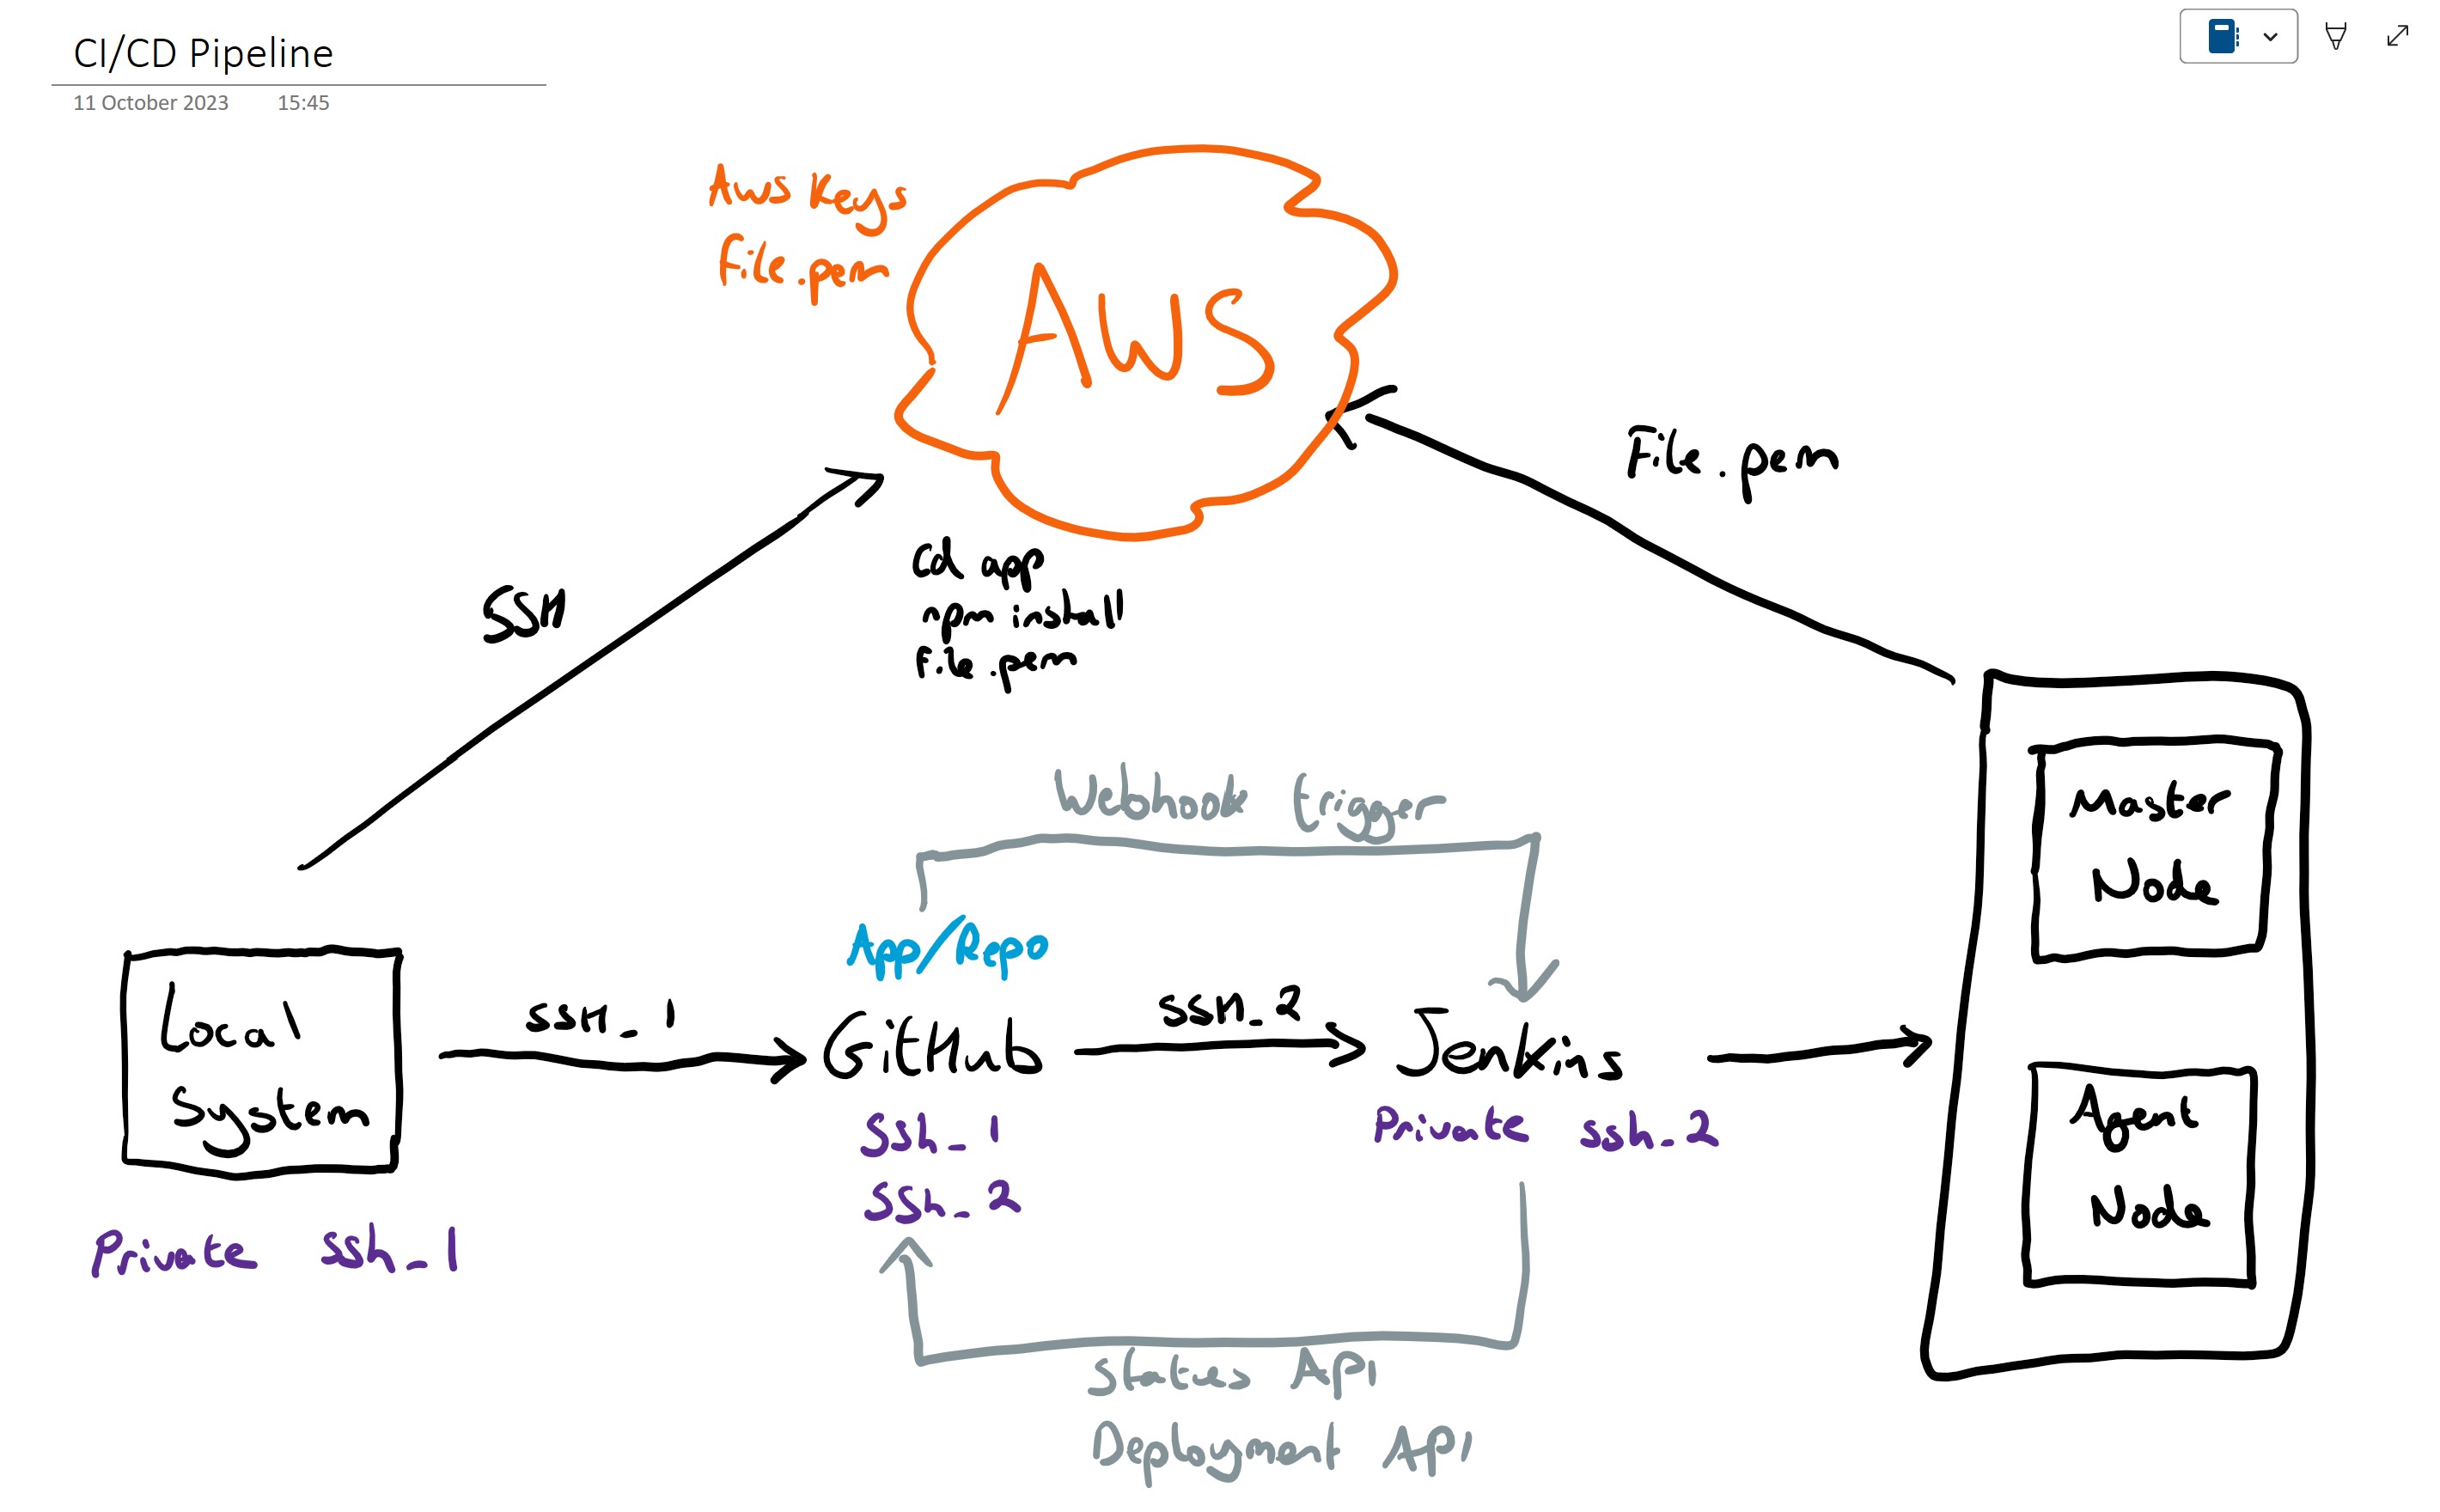 CI/CD Pipeline
11 October 2023 15:45
Aws Keys
File.pem
AWS
File.pem
SSH
Cd app
npm install
File.pem
Webhook trigger
Master
Node
App/Repo
Local
System
SSH_1
GitHub
SSH_2
Jenkins
Agent
Node
Ssh_1
Ssh_2
Private ssh_2
Private ssh_1
Status API
Deployment API